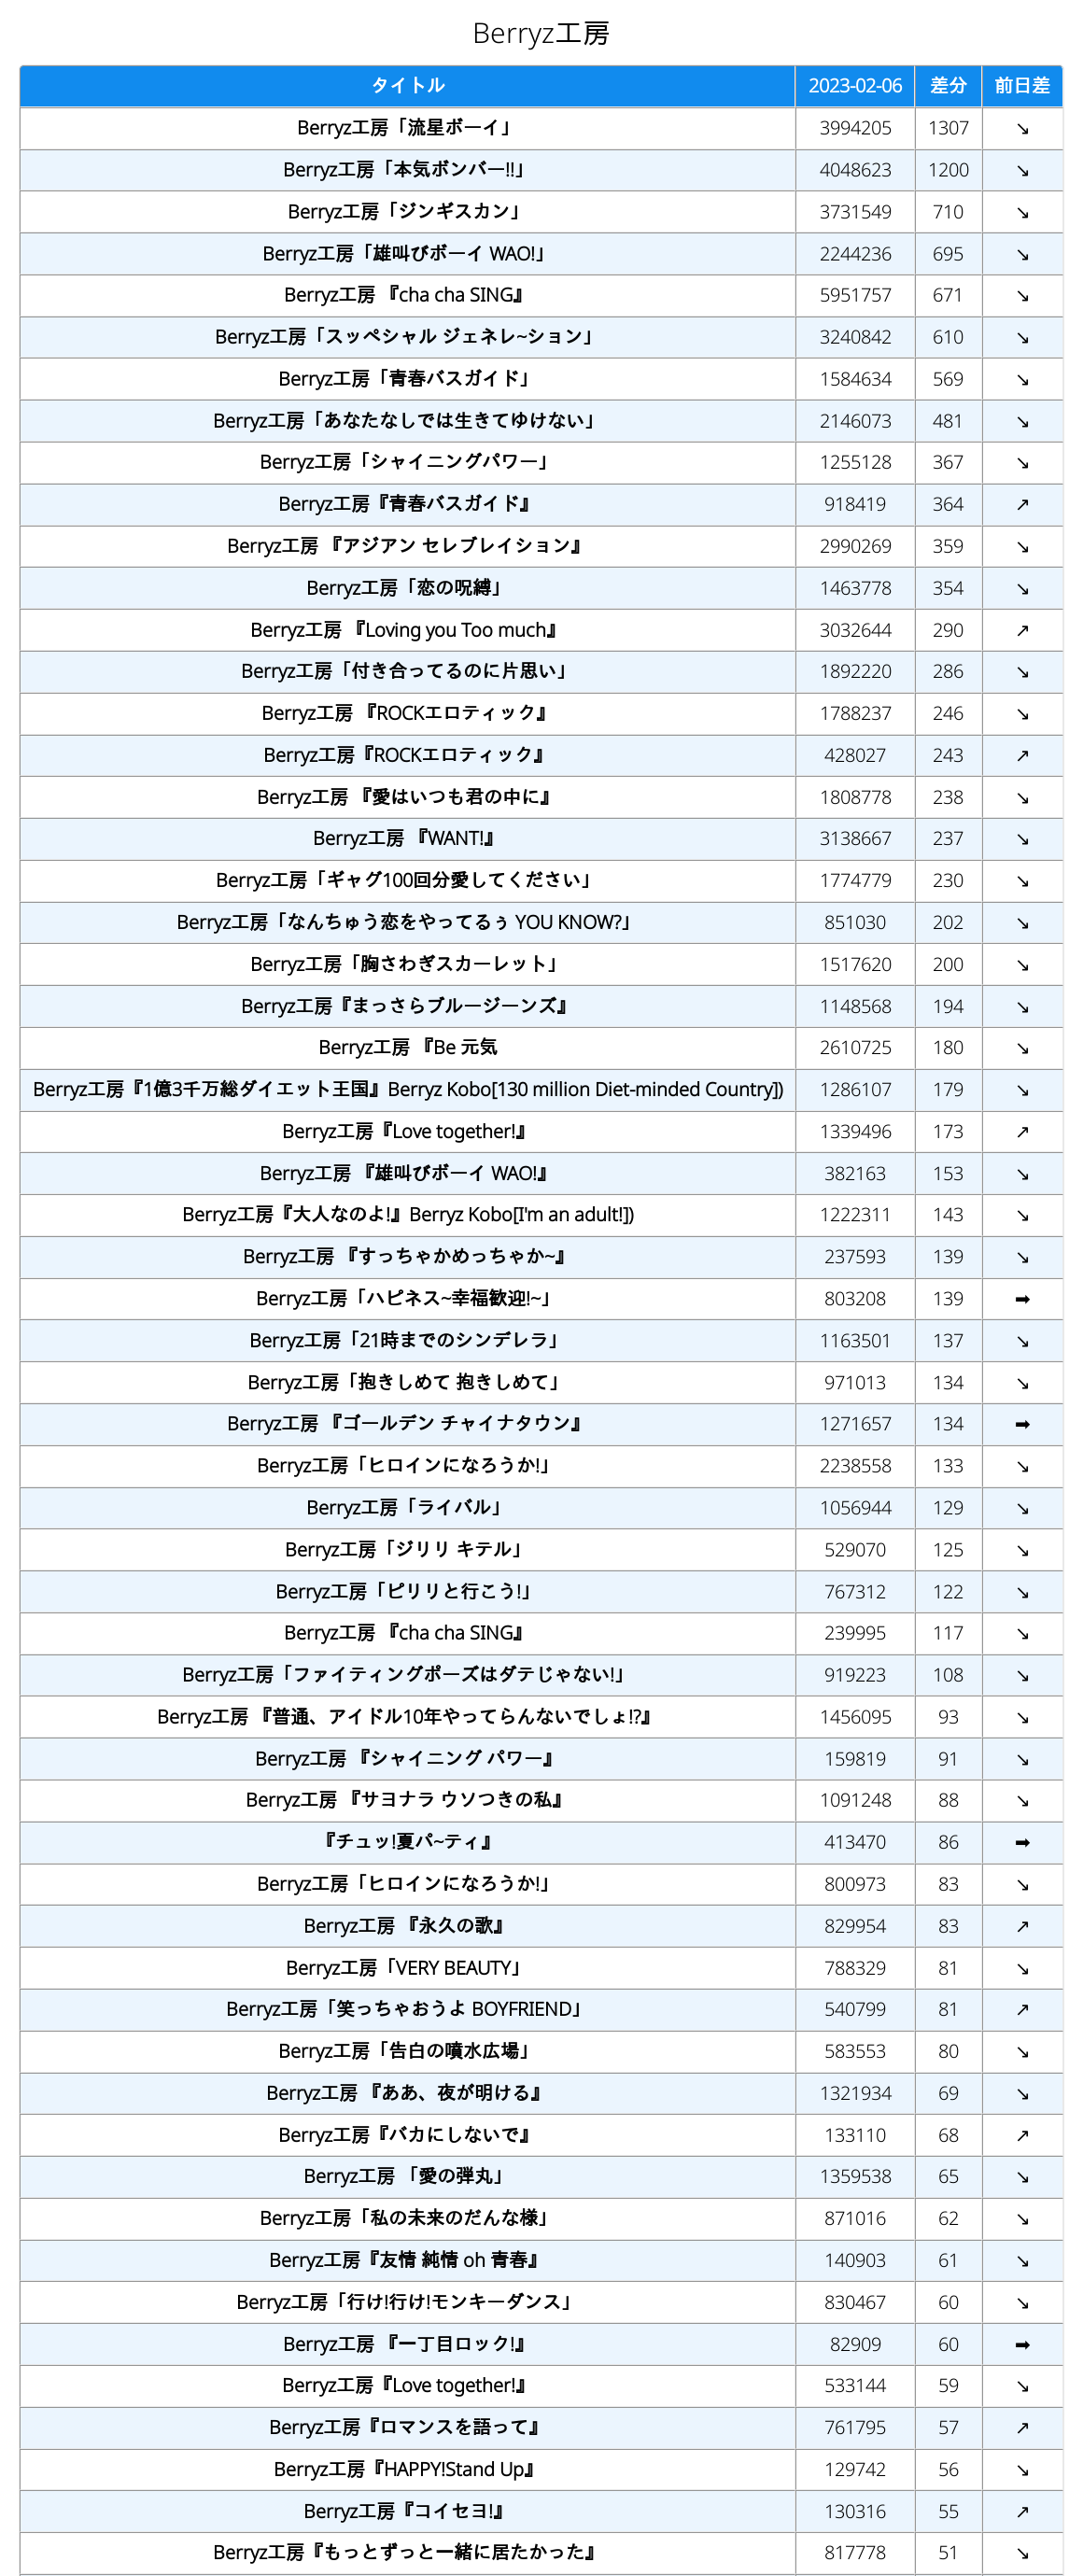 Berryz工房
タイトル 2023-02-06 差分 前日差
Berryz工房「流星ボーイ」 3994205 1307 ↘
Berryz工房「本気ボンバー!!」 4048623 1200 ↘
Berryz工房「ジンギスカン」 3731549 710 ↘
Berryz工房「雄叫びボーイ WAO!」 2244236 695 ↘
Berryz工房 『cha cha SING』 5951757 671 ↘
Berryz工房「スッペシャル ジェネレ~ション」 3240842 610 ↘
Berryz工房「青春バスガイド」 1584634 569 ↘
Berryz工房「あなたなしでは生きてゆけない」 2146073 481 ↘
Berryz工房「シャイニングパワー」 1255128 367 ↘
Berryz工房『青春バスガイド』 918419 364 ↗
Berryz工房 『アジアン セレブレイション』 2990269 359 ↘
Berryz工房「恋の呪縛」 1463778 354 ↘
Berryz工房 『Loving you Too much』 3032644 290 ↗
Berryz工房「付き合ってるのに片思い」 1892220 286 ↘
Berryz工房 『ROCKエロティック』 1788237 246 ↘
Berryz工房『ROCKエロティック』 428027 243 ↗
Berryz工房 『愛はいつも君の中に』 1808778 238 ↘
Berryz工房 『WANT!』 3138667 237 ↘
Berryz工房「ギャグ100回分愛してください」 1774779 230 ↘
Berryz工房「なんちゅう恋をやってるぅ YOU KNOW?」 851030 202 ↘
Berryz工房「胸さわぎスカーレット」 1517620 200 ↘
Berryz工房『まっさらブルージーンズ』 1148568 194 ↘
Berryz工房 『Be 元気 2610725 180 ↘
Berryz工房『1億3千万総ダイエット王国』Berryz Kobo[130 million Diet-minded Country]) 1286107 179 ↘
Berryz工房『Love together!』 1339496 173 ↗
Berryz工房 『雄叫びボーイ WAO!』 382163 153 ↘
Berryz工房『大人なのよ!』Berryz Kobo[I'm an adult!]) 1222311 143 ↘
Berryz工房 『すっちゃかめっちゃか~』 237593 139 ↘
Berryz工房「ハピネス~幸福歓迎!~」 803208 139 ➡
Berryz工房「21時までのシンデレラ」 1163501 137 ↘
Berryz工房「抱きしめて 抱きしめて」 971013 134 ↘
Berryz工房 『ゴールデン チャイナタウン』 1271657 134 ➡
Berryz工房「ヒロインになろうか!」 2238558 133 ↘
Berryz工房「ライバル」 1056944 129 ↘
Berryz工房「ジリリ キテル」 529070 125 ↘
Berryz工房「ピリリと行こう!」 767312 122 ↘
Berryz工房 『cha cha SING』 239995 117 ↘
Berryz工房「ファイティングポーズはダテじゃない!」 919223 108 ↘
Berryz工房 『普通、アイドル10年やってらんないでしょ!?』 1456095 93 ↘
Berryz工房 『シャイニング パワー』 159819 91 ↘
Berryz工房 『サヨナラ ウソつきの私』 1091248 88 ↘
『チュッ!夏パ~ティ』 413470 86 ➡
Berryz工房「ヒロインになろうか!」 800973 83 ↘
Berryz工房 『永久の歌』 829954 83 ↗
Berryz工房「VERY BEAUTY」 788329 81 ↘
Berryz工房「笑っちゃおうよ BOYFRIEND」 540799 81 ↗
Berryz工房「告白の噴水広場」 583553 80 ↘
Berryz工房 『ああ、夜が明ける』 1321934 69 ↘
Berryz工房『バカにしないで』 133110 68 ↗
Berryz工房 「愛の弾丸」 1359538 65 ↘
Berryz工房「私の未来のだんな様」 871016 62 ↘
Berryz工房『友情 純情 oh 青春』 140903 61 ↘
Berryz工房「行け!行け!モンキーダンス」 830467 60 ↘
Berryz工房 『一丁目ロック!』 82909 60 ➡
Berryz工房『Love together!』 533144 59 ↘
Berryz工房『ロマンスを語って』 761795 57 ↗
Berryz工房『HAPPY!Stand Up』 129742 56 ↘
Berryz工房『コイセヨ!』 130316 55 ↗
Berryz工房『もっとずっと一緒に居たかった』 817778 51 ↘